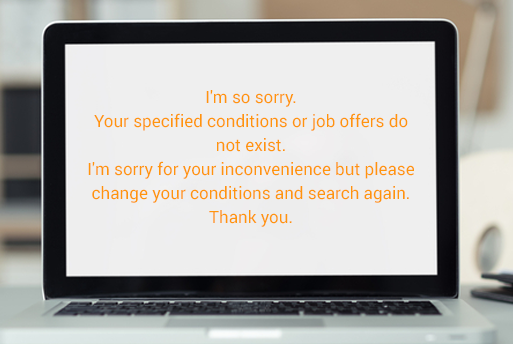 I'm so sorry.
Your specified conditions or job offers do
not exist.
I'm sorry for your inconvenience but please
change your conditions and search again.
Thank you.